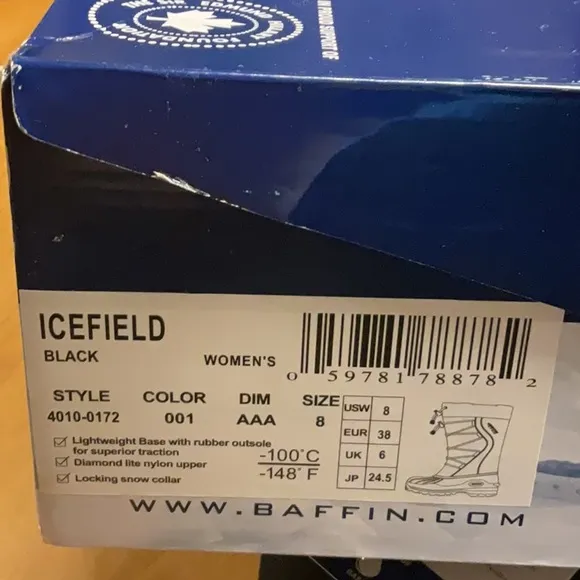 ICEFIELD
BLACK
WOMEN'S
0 59781 78878 2
STYLE COLOR DIM SIZE
4010-0172 001 AAA 8
USW 8
EUR 38
UK 6
JP 24.5
Lightweight Base with rubber outsole
for superior traction
Diamond lite nylon upper
Locking snow collar
-100°C
-148°F
WWW.BAFFIN.COM